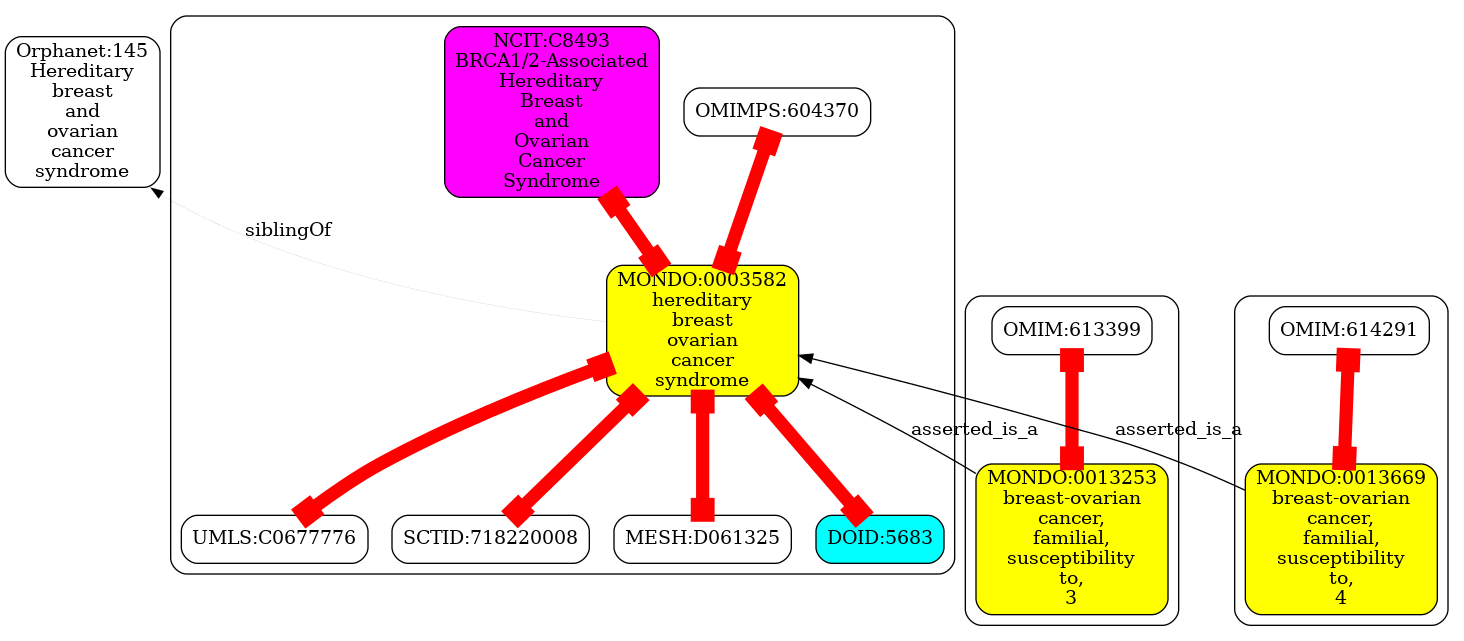 Orphanet:145
Hereditary
breast
and
ovarian
cancer
syndrome
NCIT:C8493
BRCA1/2-Associated
Hereditary
Breast
and
Ovarian
Cancer
Syndrome
OMIMPS:604370
siblingOf
MONDO:0003582
hereditary
breast
ovarian
cancer
syndrome
OMIM:613399
OMIM:614291
asserted_is_a
asserted_is_a
UMLS:C0677776
SCTID:718220008
MESH:D061325
DOID:5683
MONDO:0013253
breast-ovarian
cancer,
familial,
susceptibility
to,
3
MONDO:0013669
breast-ovarian
cancer,
familial,
susceptibility
to,
4